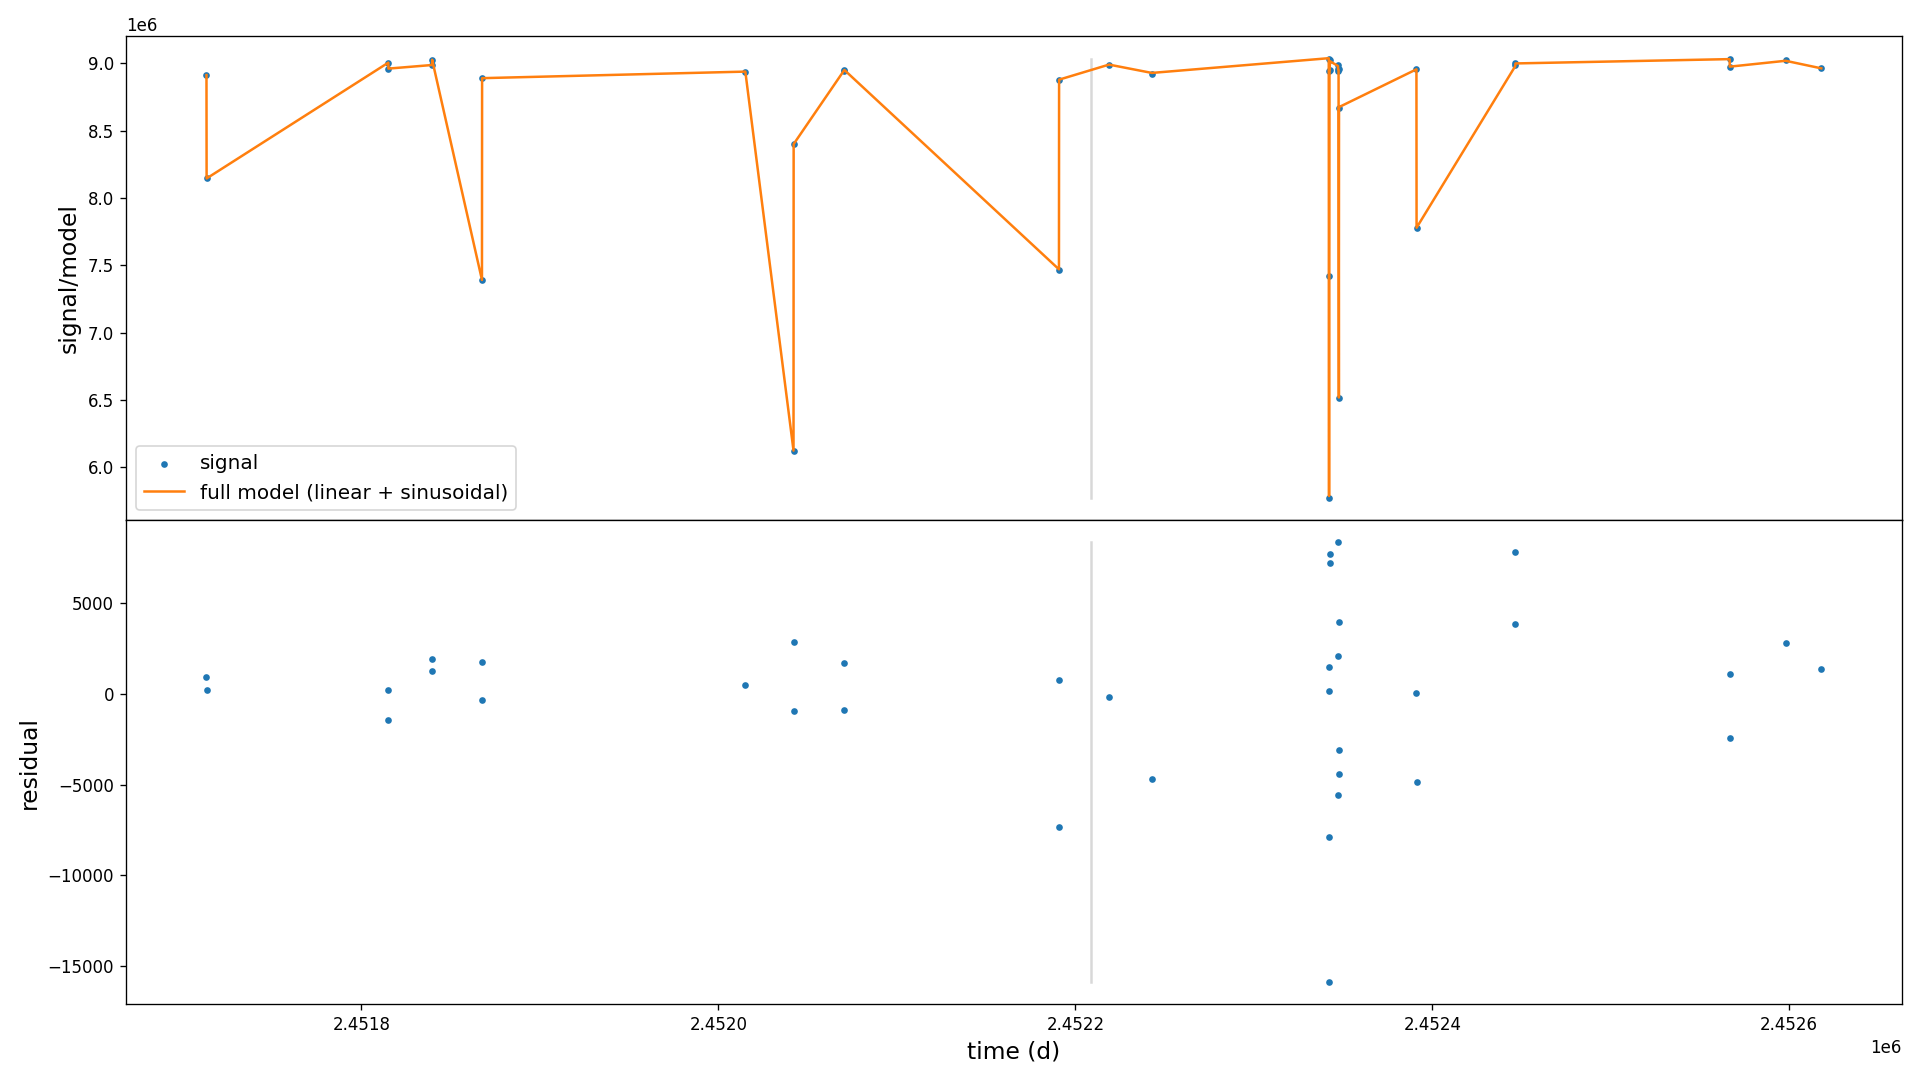 1e6
9.0
8.5
8.0
7.5
7.0
6.5
6.0
signal/model
signal
full model (linear + sinusoidal)
5000
0
−5000
−10000
−15000
residual
2.4518
2.4520
2.4522
2.4524
2.4526
time (d)
1e6